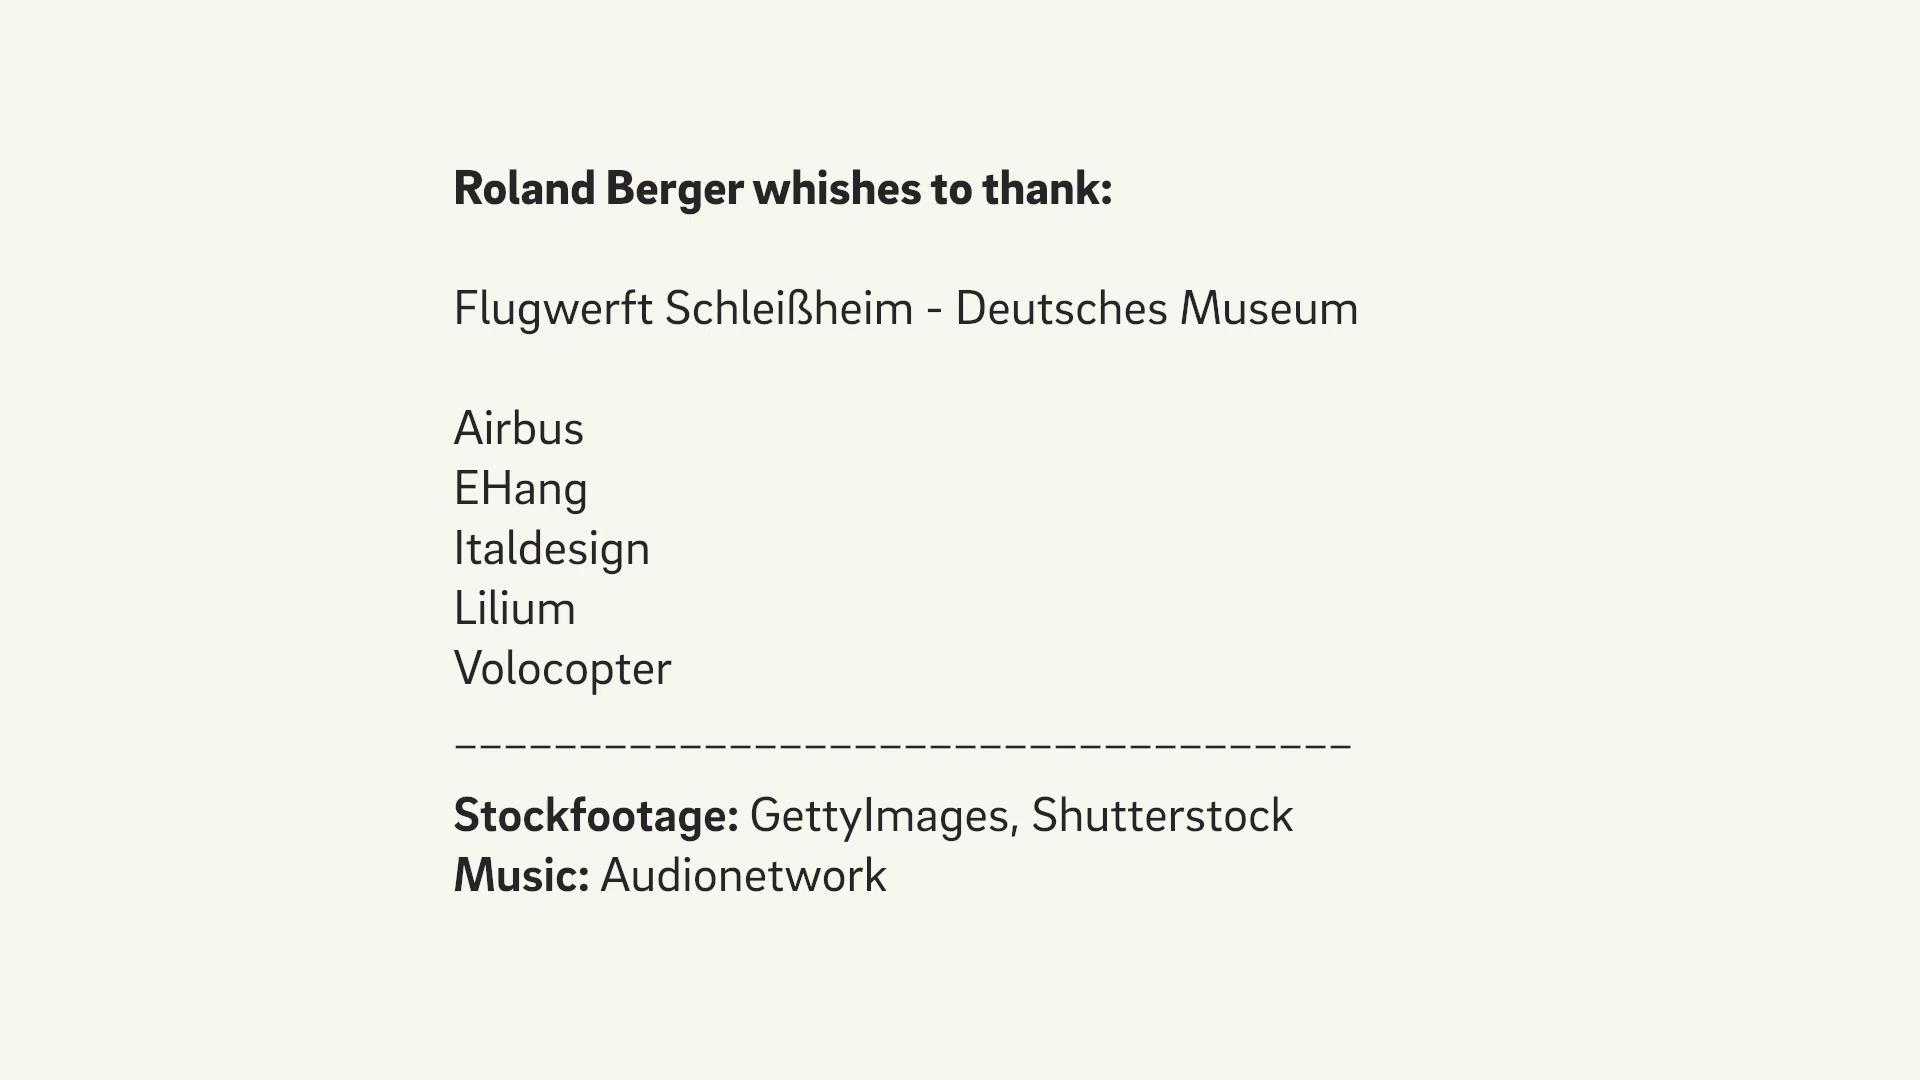 Roland Berger whishes to thank:
Flugwerft Schleißheim - Deutsches Museum
Airbus
EHang
Italdesign
Lilium
Volocopter
____________________________________
Stockfootage: GettyImages, Shutterstock
Music: Audionetwork